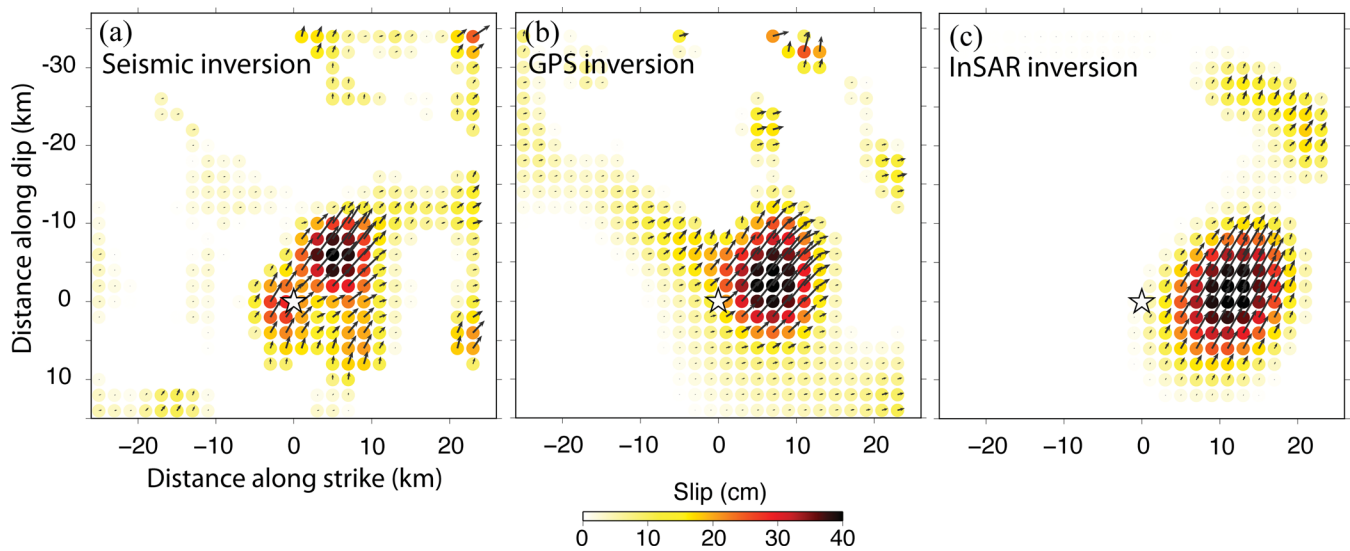 (a)
Seismic inversion
(b)
GPS inversion
(c)
InSAR inversion
Distance along dip (km)
-30
-20
-10
0
10
−20 −10 0 10 20
−20 −10 0 10 20
−20 −10 0 10 20
Distance along strike (km)
Slip (cm)
0 10 20 30 40